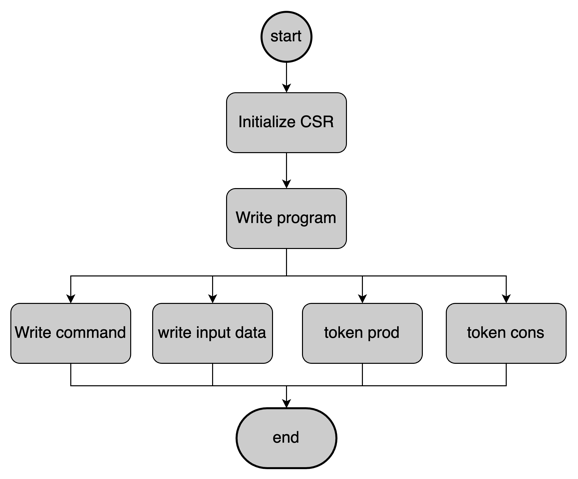 start
Initialize CSR
Write program
Write command
write input data
token prod
token cons
end